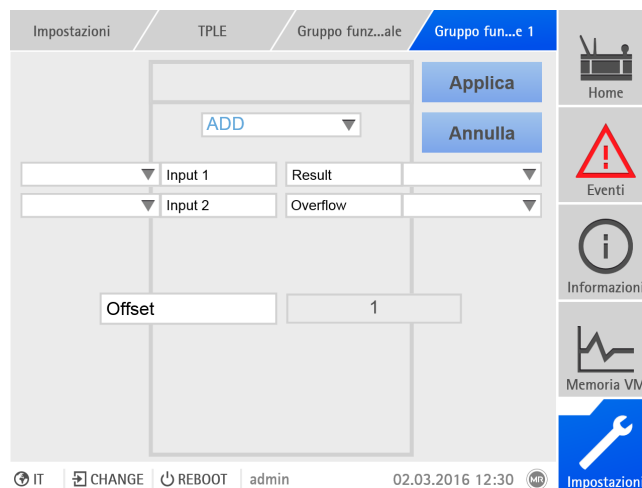 Impostazioni TPLE Gruppo funz...ale Gruppo fun...e 1
Applica
Home
ADD
Annulla
Input 1 Result
Eventi
Input 2 Overflow
Informazioni
Offset 1
Memoria VM
IT CHANGE REBOOT admin 02.03.2016 12:30 MR
Impostazioni